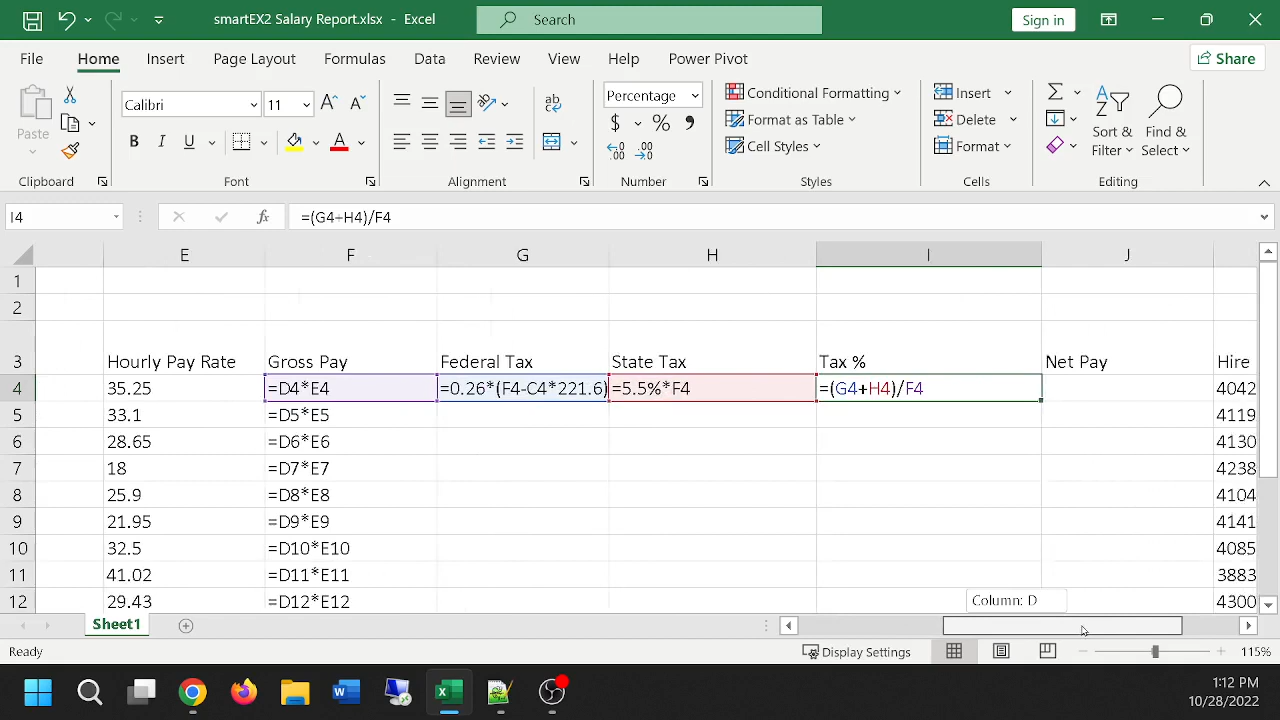 smartEX2 Salary Report.xlbx - Excel
Search
Sign in
File Home Insert Page Layout Formulas Data Review View Help Power Pivot
Share
Paste
Calibri 11
B I U
ab
Percentage
$ % 9
Conditional Formatting
Format as Table
Cell Styles
Insert
Delete
Format
Sort & Filter
Find & Select
Clipboard Font Alignment Number Styles Cells Editing
I4 fx =(G4+H4)/F4
E F G H I J
1
2
3 Hourly Pay Rate Gross Pay Federal Tax State Tax Tax % Net Pay Hire
4 35.25 =D4*E4 =0.26*(F4-C4*221.6) =5.5%*F4 =(G4+H4)/F4 4042
5 33.1 =D5*E5 4119
6 28.65 =D6*E6 4130
7 18 =D7*E7 4238
8 25.9 =D8*E8 4104
9 21.95 =D9*E9 4141
10 32.5 =D10*E10 4085
11 41.02 =D11*E11 3883
12 29.43 =D12*E12 4300
Column: D
Sheet1
Ready
Display Settings
115%
1:12 PM
10/28/2022